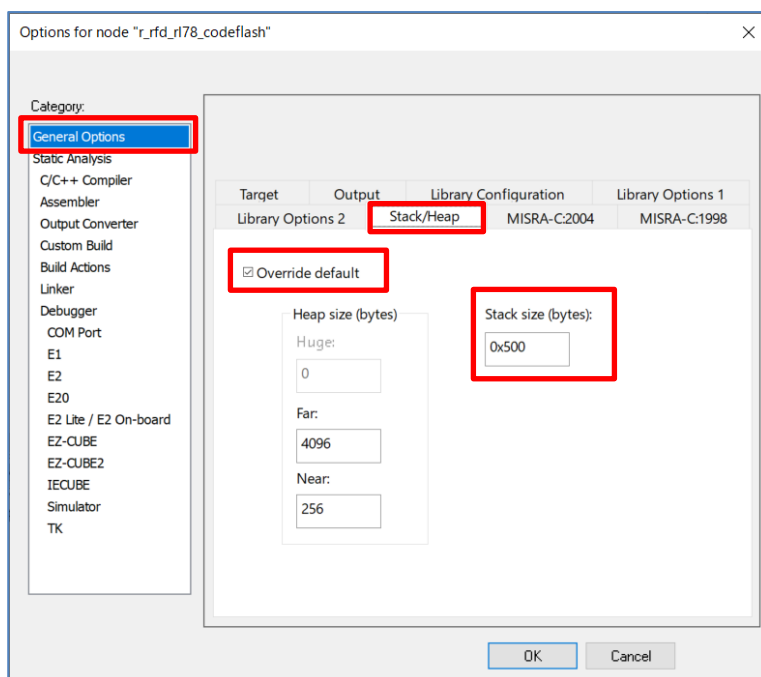 Options for node "r_rfd_rl78_codeflash"
Category:
General Options
Static Analysis
C/C++ Compiler
Assembler
Output Converter
Custom Build
Build Actions
Linker
Debugger
COM Port
E1
E2
E20
E2 Lite / E2 On-board
EZ-CUBE
EZ-CUBE2
IECUBE
Simulator
TK
Target Output Library Configuration Library Options 1
Library Options 2 Stack/Heap MISRA-C:2004 MISRA-C:1998
Override default
Heap size (bytes)
Huge:
0
Far:
4096
Near:
256
Stack size (bytes):
0x500
OK Cancel